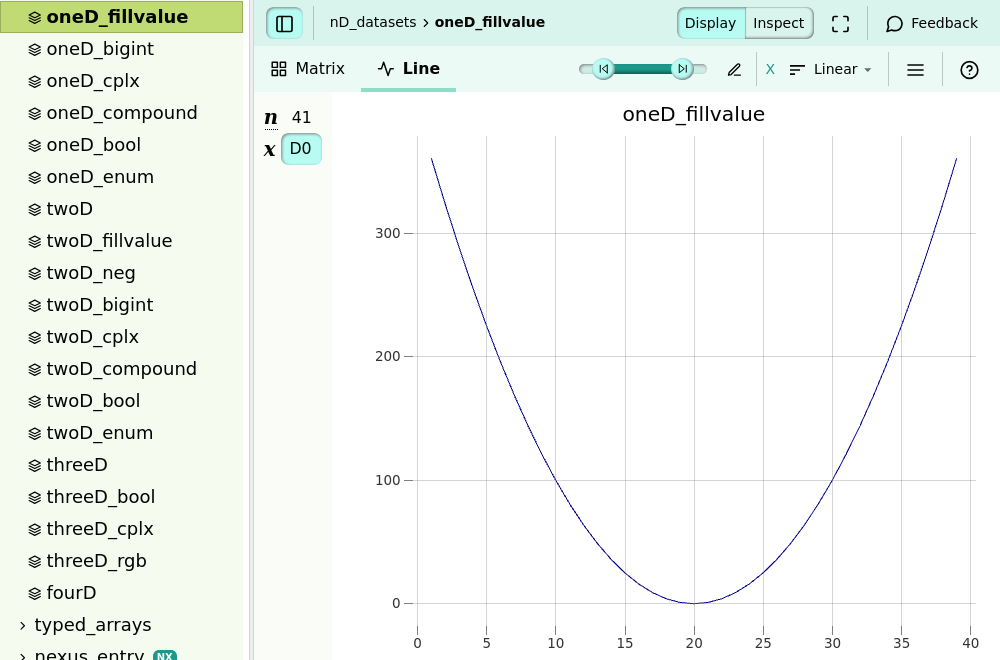 oneD_fillvalue
oneD_bigint
oneD_cplx
oneD_compound
oneD_bool
oneD_enum
twoD
twoD_fillvalue
twoD_neg
twoD_bigint
twoD_cplx
twoD_compound
twoD_bool
twoD_enum
threeD
threeD_bool
threeD_cplx
threeD_rgb
fourD
typed_arrays
nexus_entry NX
nD_datasets › oneD_fillvalue
Display Inspect
Feedback
Matrix Line
X Linear
n 41
x D0
oneD_fillvalue
300
200
100
0
0 5 10 15 20 25 30 35 40